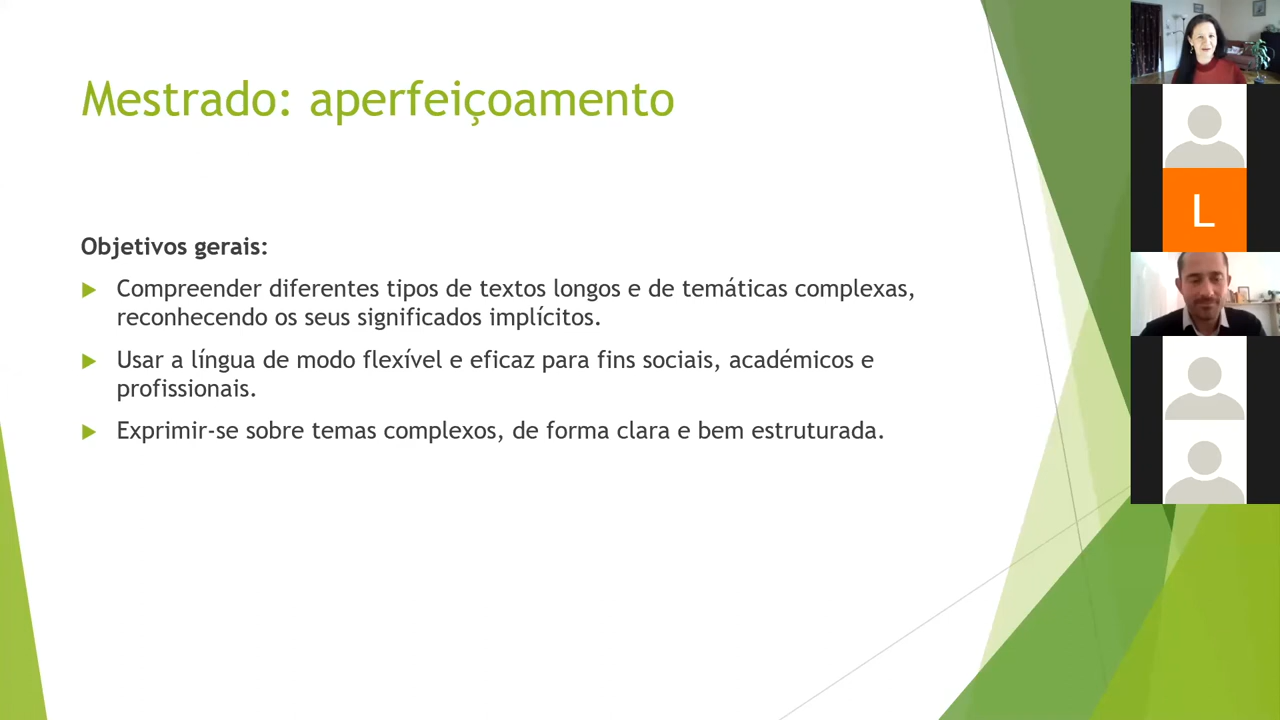 Mestrado: aperfeiçoamento
Objetivos gerais:
Compreender diferentes tipos de textos longos e de temáticas complexas,
reconhecendo os seus significados implícitos.
Usar a língua de modo flexível e eficaz para fins sociais, académicos e
profissionais.
Exprimir-se sobre temas complexos, de forma clara e bem estruturada.
L